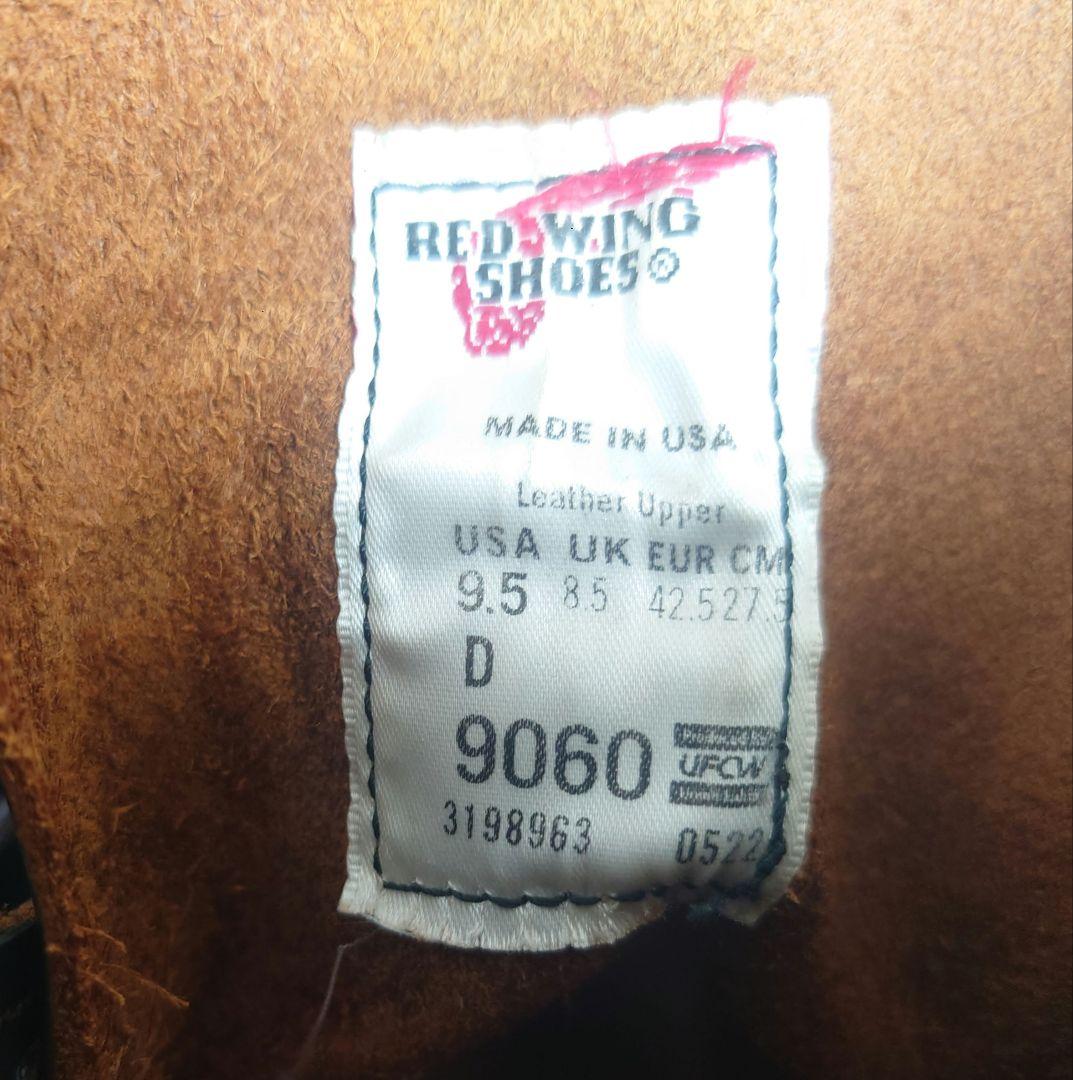 RED WING
SHOES®
MADE IN USA
Leather Upper
USA UK EUR CM
9.5 8.5 42.5 27.5
D
9060
UFCW
3198963 0522